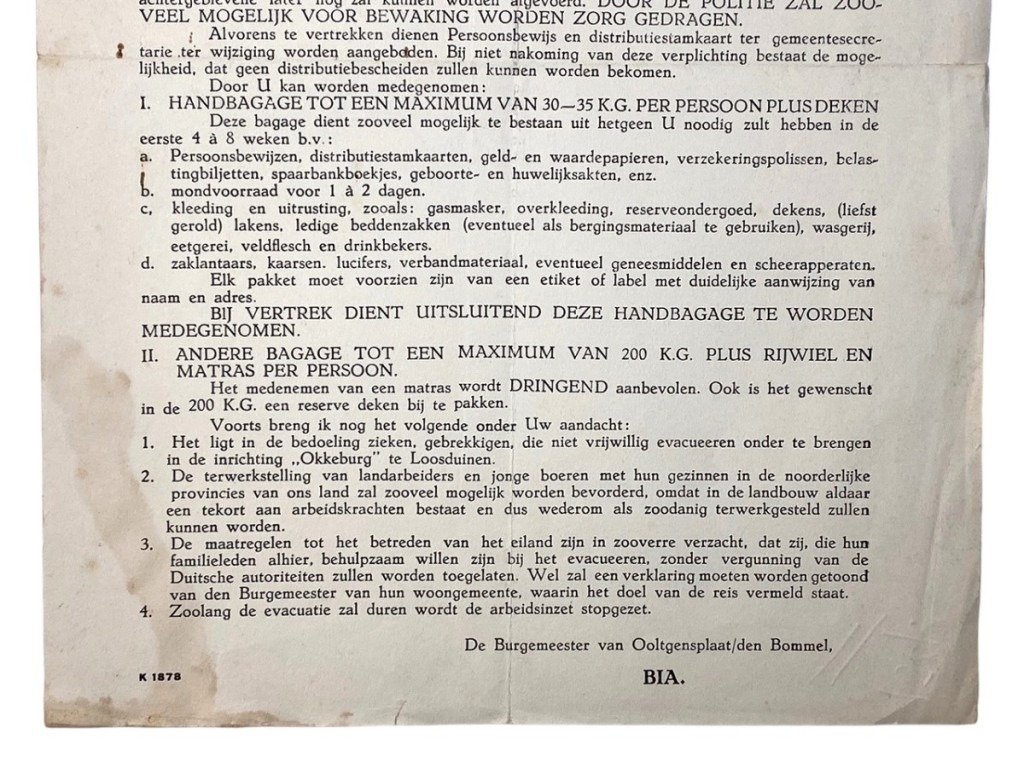 achtergeblevene later nog zal kunnen worden afgevoerd. DOOR DE POLITIE ZAL ZOO-
VEEL MOGELIJK VOOR BEWAKING WORDEN ZORG GEDRAGEN.
Alvorens te vertrekken dienen Persoonsbewijs en distributiestamkaart ter gemeentesecre-
tarie ter wijziging worden aangeboden. Bij niet nakoming van deze verplichting bestaat de moge-
lijkheid, dat geen distributiebescheiden zullen kunnen worden bekomen.
Door U kan worden medegenomen:
I. HANDBAGAGE TOT EEN MAXIMUM VAN 30—35 K.G. PER PERSOON PLUS DEKEN
Deze bagage dient zooveel mogelijk te bestaan uit hetgeen U noodig zult hebben in de
eerste 4 à 8 weken b.v.:
a. Persoonsbewijzen, distributiestamkaarten, geld- en waardepapieren, verzekeringspolissen, belas-
tingbiljetten, spaarbankboekjes, geboorte- en huwelijksakten, enz.
b. mondvoorraad voor 1 à 2 dagen.
c, kleeding en uitrusting, zooals: gasmasker, overkleeding, reserveondergoed, dekens, (liefst
gerold) lakens, ledige beddenzakken (eventueel als bergingsmateriaal te gebruiken), wasgerij,
eetgerei, veldflesch en drinkbekers.
d. zaklantaars, kaarsen. lucifers, verbandmateriaal, eventueel geneesmiddelen en scheerapparaten.
Elk pakket moet voorzien zijn van een etiket of label met duidelijke aanwijzing van
naam en adres.
BIJ VERTREK DIENT UITSLUITEND DEZE HANDBAGAGE TE WORDEN
MEDEGENOMEN.
II. ANDERE BAGAGE TOT EEN MAXIMUM VAN 200 K.G. PLUS RIJWIEL EN
MATRAS PER PERSOON.
Het medenemen van een matras wordt DRINGEND aanbevolen. Ook is het gewenscht
in de 200 K.G. een reserve deken bij te pakken.
Voorts breng ik nog het volgende onder Uw aandacht:
1. Het ligt in de bedoeling zieken, gebrekkigen, die niet vrijwillig evacueeren onder te brengen
in de inrichting „Okkeburg" te Loosduinen.
2. De terwerkstelling van landarbeiders en jonge boeren met hun gezinnen in de noorderlijke
provincies van ons land zal zooveel mogelijk worden bevorderd, omdat in de landbouw aldaar
een tekort aan arbeidskrachten bestaat en dus wederom als zoodanig terwerkgesteld zullen
kunnen worden.
3. De maatregelen tot het betreden van het eiland zijn in zooverre verzacht, dat zij, die hun
familieleden alhier, behulpzaam willen zijn bij het evacueeren, zonder vergunning van de
Duitsche autoriteiten zullen worden toegelaten. Wel zal een verklaring moeten worden getoond
van den Burgemeester van hun woongemeente, waarin het doel van de reis vermeld staat.
4. Zoolang de evacuatie zal duren wordt de arbeidsinzet stopgezet.
De Burgemeester van Ooltgensplaat/den Bommel,
K 1878
BIA.